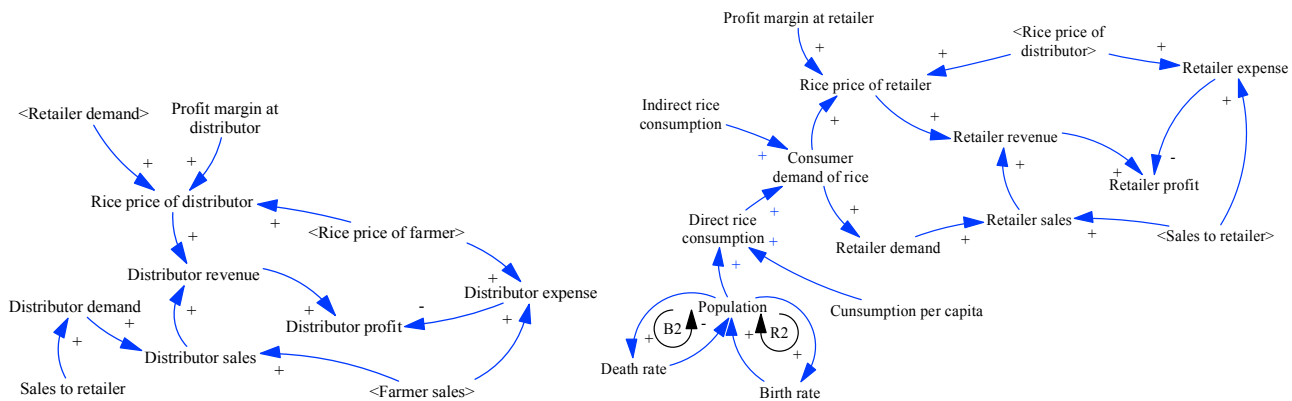 <Retailer demand>
Profit margin at
distributor
+
+
Rice price of distributor
+
+
<Rice price of farmer>
Distributor revenue
+
-
Distributor expense
Distributor demand
+
+
+
+
Distributor profit
+
Distributor sales
+
Sales to retailer
<Farmer sales>
Profit margin at retailer
+
<Rice price of
distributor>
+
+
Retailer expense
Rice price of retailer
+
Indirect rice
consumption
+
+
Retailer revenue
+
Consumer
demand of rice
+
+
-
Retailer profit
+
+
Direct rice
consumption
+
Retailer demand
+
Retailer sales
+
<Sales to retailer>
+
Population
Cunsumption per capita
B2
-
+
R2
+
+
Death rate
Birth rate